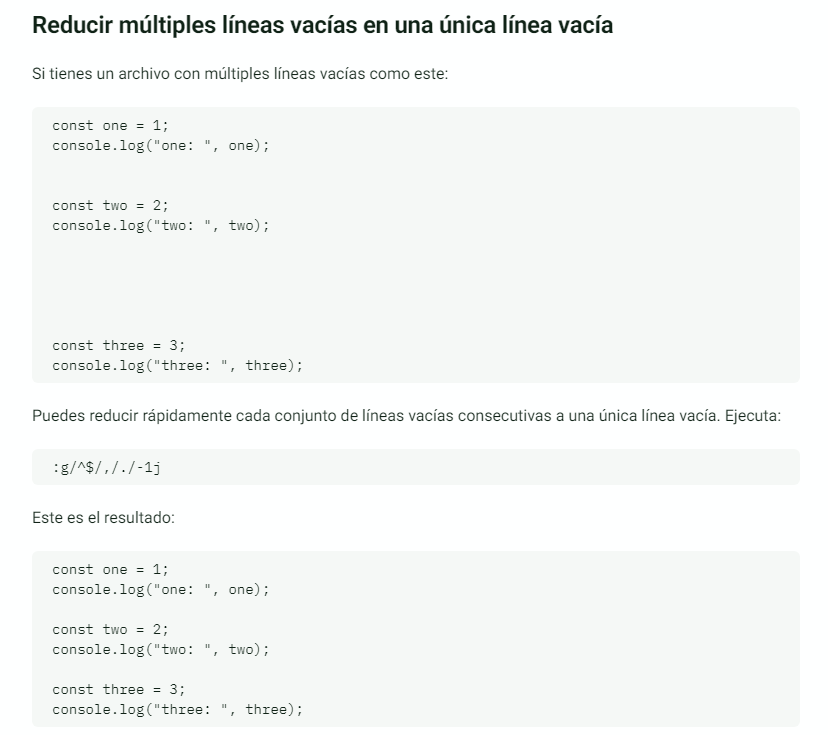 Reducir múltiples líneas vacías en una única línea vacía
Si tienes un archivo con múltiples líneas vacías como este:
const one = 1;
console.log("one: ", one);
const two = 2;
console.log("two: ", two);
const three = 3;
console.log("three: ", three);
Puedes reducir rápidamente cada conjunto de líneas vacías consecutivas a una única línea vacía. Ejecuta:
:g/^$/,/./-1j
Este es el resultado:
const one = 1;
console.log("one: ", one);
const two = 2;
console.log("two: ", two);
const three = 3;
console.log("three: ", three);